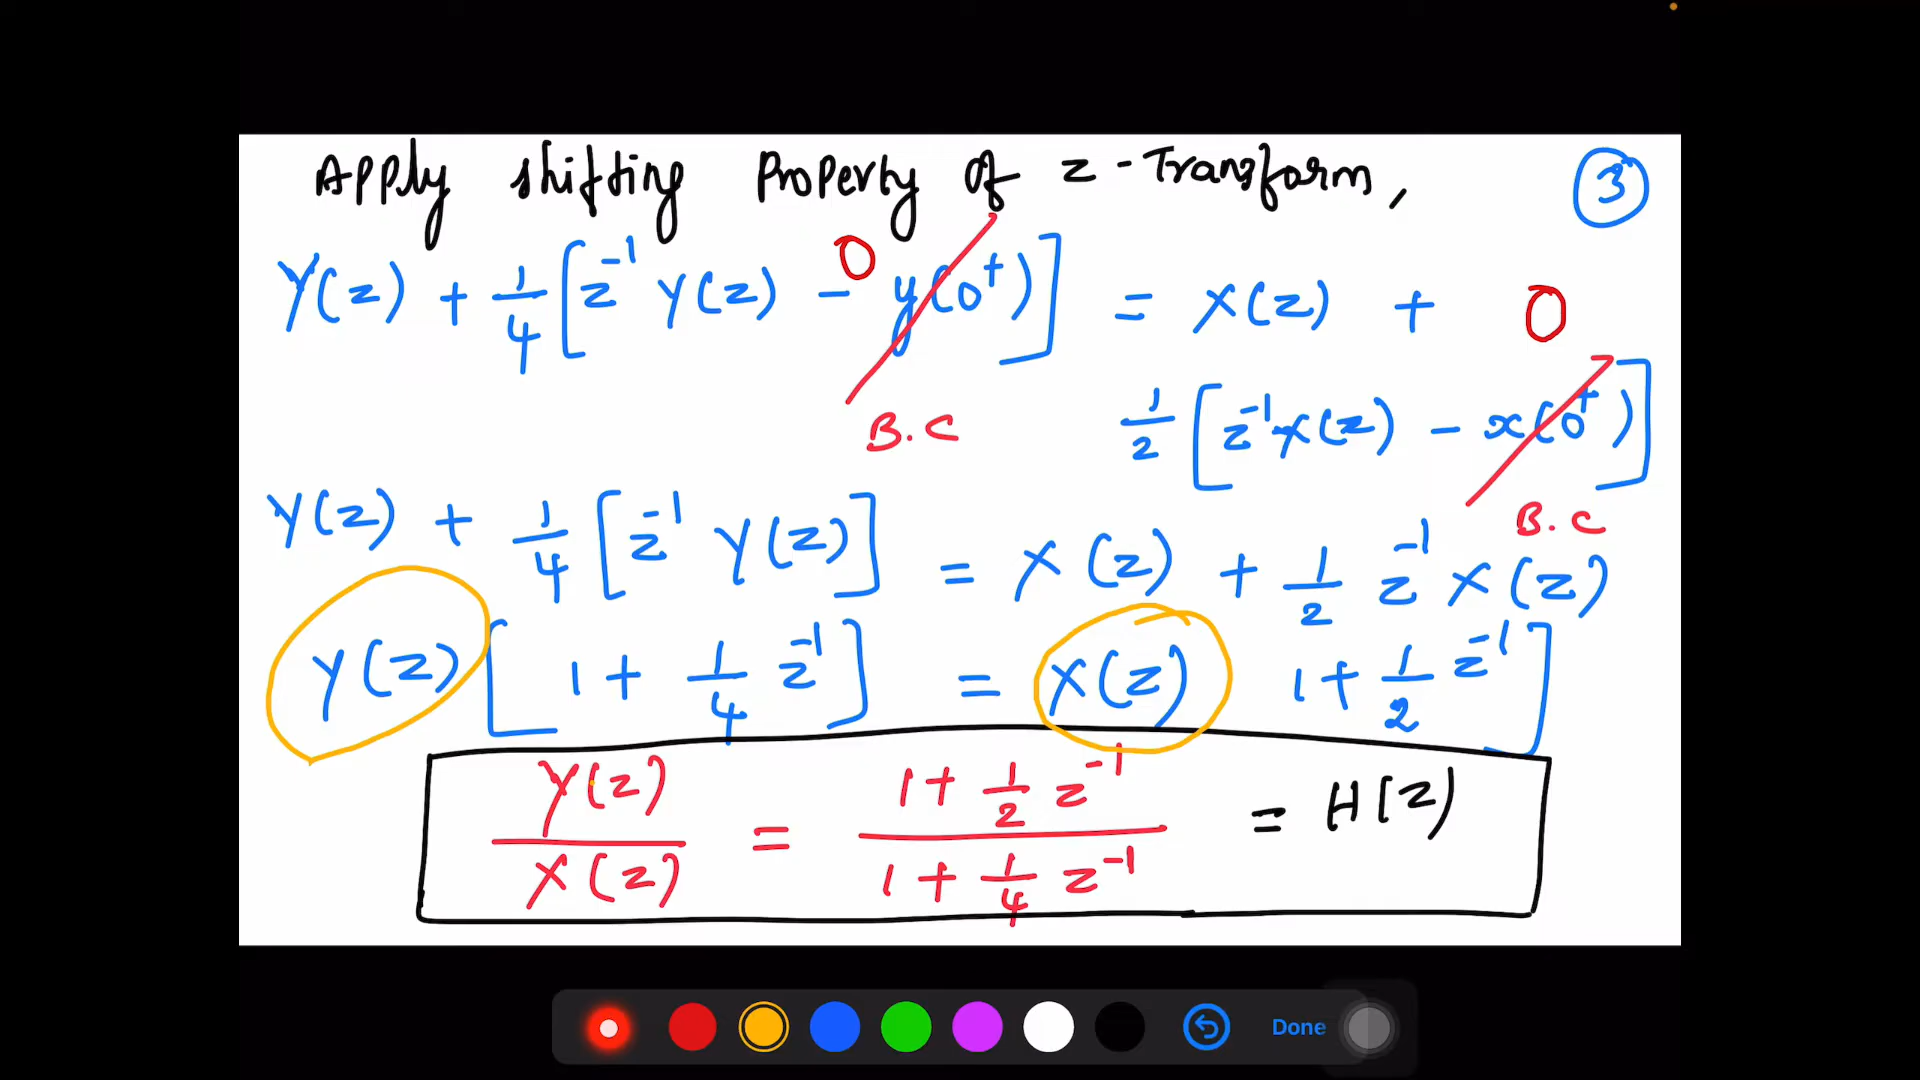 Apply shifting Property of z-Transform, 3
Y(z) + 1/4 [z⁻¹ Y(z) - y(0⁺)] 0 = X(z) + 0
B.C
1/2 [z⁻¹ X(z) - x(0⁺)]
B.C
Y(z) + 1/4 [z⁻¹ Y(z)] = X(z) + 1/2 z⁻¹ X(z)
Y(z) [1 + 1/4 z⁻¹] = X(z) 1 + 1/2 z⁻¹]
Y(z)/X(z) = (1 + 1/2 z⁻¹)/(1 + 1/4 z⁻¹) = H(z)
Done